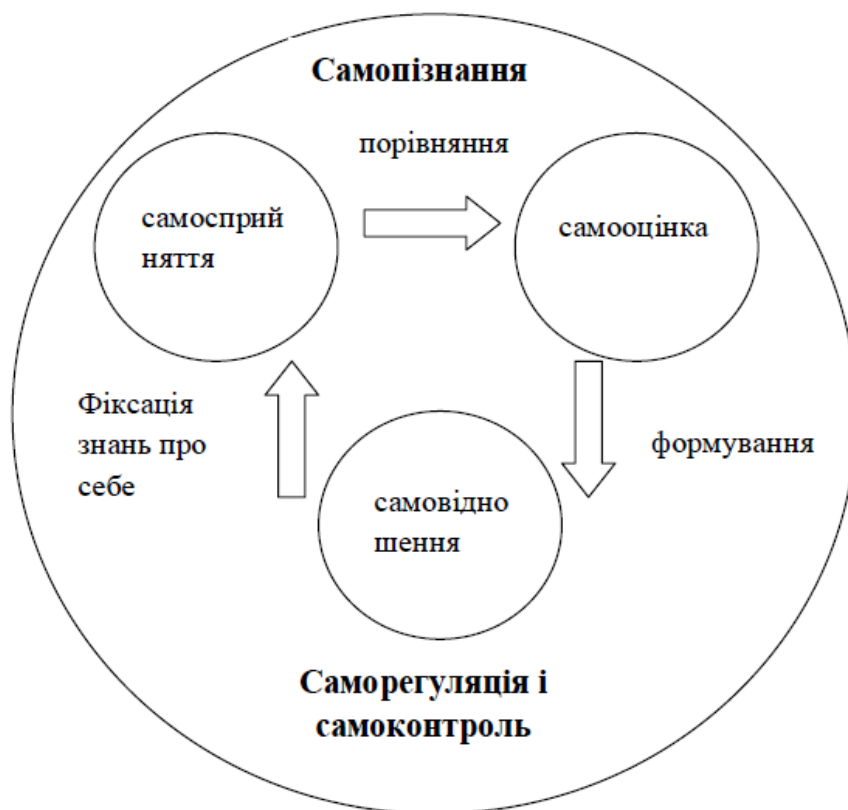 Самопізнання
порівняння
самосприй
няття
самооцінка
Фіксація
знань про
себе
формування
самовідно
шення
Саморегуляція і
самоконтроль